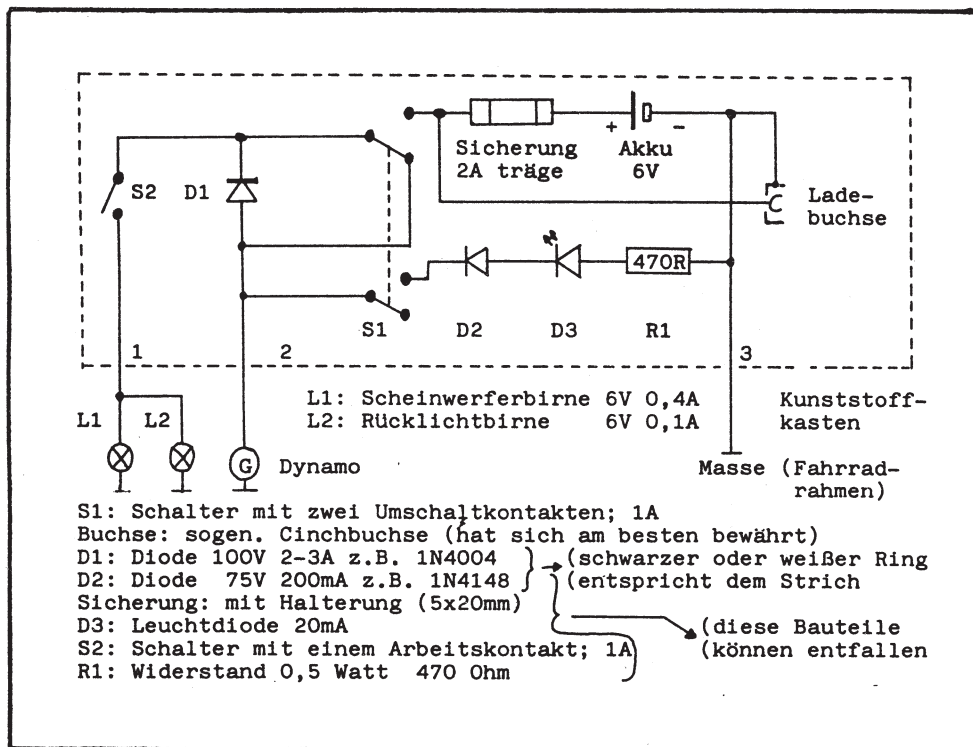 + -
Sicherung Akku
2A träge 6V
S2 D1
Lade-
buchse
470R
S1 D2 D3 R1
1 2 3
L1: Scheinwerferbirne 6V 0,4A
L2: Rücklichtbirne 6V 0,1A
Kunststoff-
kasten
L1 L2
G Dynamo
Masse (Fahrrad-
rahmen)
S1: Schalter mit zwei Umschaltkontakten; 1A
Buchse: sogen. Cinchbuchse (hat sich am besten bewährt)
D1: Diode 100V 2-3A z.B. 1N4004 (schwarzer oder weißer Ring
D2: Diode 75V 200mA z.B. 1N4148 (entspricht dem Strich
Sicherung: mit Halterung (5x20mm)
D3: Leuchtdiode 20mA (diese Bauteile
S2: Schalter mit einem Arbeitskontakt; 1A (können entfallen
R1: Widerstand 0,5 Watt 470 Ohm